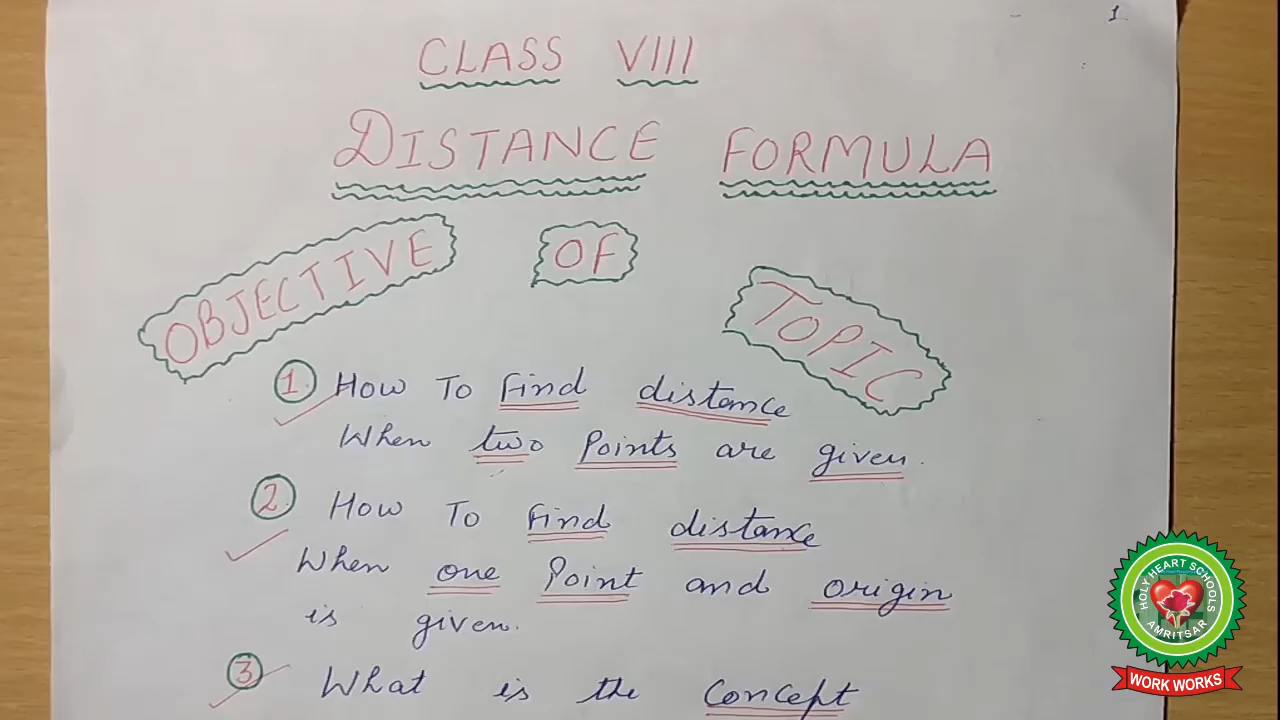 1.
CLASS VIII
DISTANCE FORMULA
OBJECTIVE OF TOPIC
1. How To Find distance
When two Points are given.
2. How To Find distance
When one Point and origin
is given.
3 What is the concept
HOLY HEART SCHOOLS
AMRITSAR
WORK WORKS